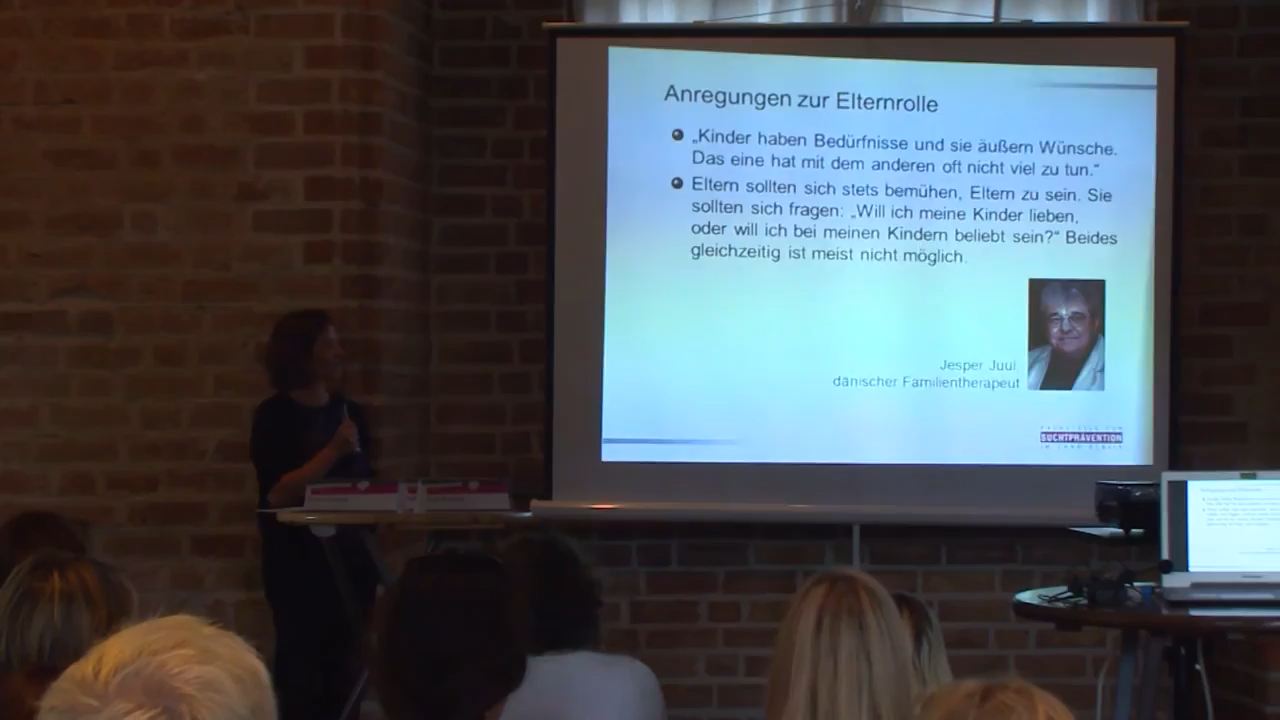 Anregungen zur Elternrolle
„Kinder haben Bedürfnisse und sie äußern Wünsche.
Das eine hat mit dem anderen oft nicht viel zu tun.“
Eltern sollten sich stets bemühen, Eltern zu sein. Sie
sollten sich fragen: „Will ich meine Kinder lieben,
oder will ich bei meinen Kindern beliebt sein?“ Beides
gleichzeitig ist meist nicht möglich.
Jesper Juul,
dänischer Familientherapeut
SUCHTPRÄVENTION